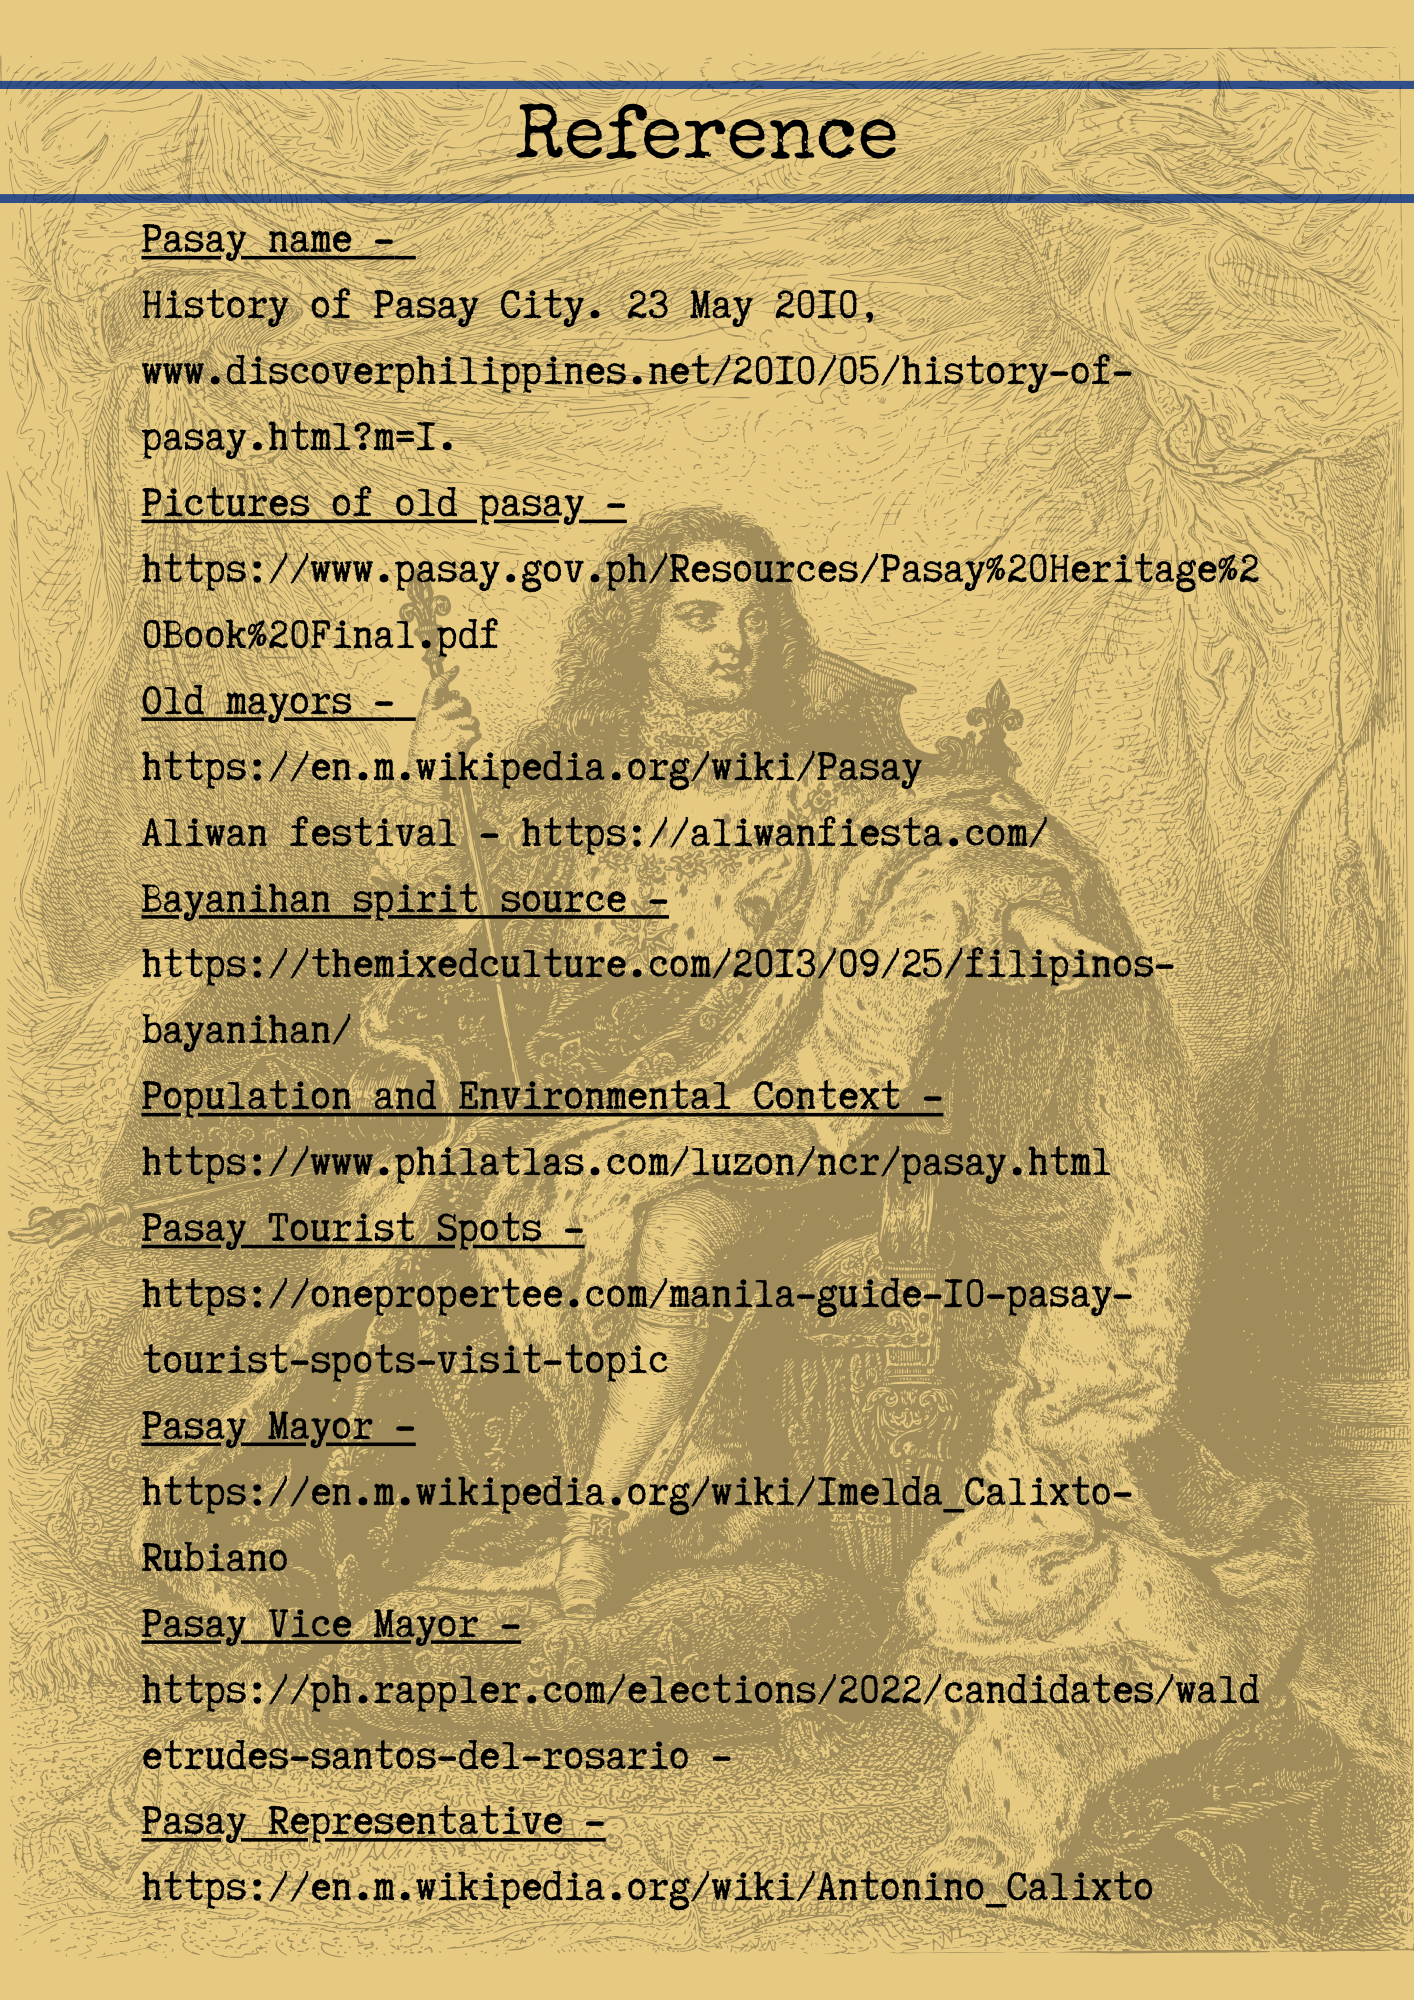 Reference
Pasay name -
History of Pasay City. 23 May 2010,
www.discoverphilippines.net/2010/05/history-of-
pasay.html?m=1.
Pictures of old pasay -
https://www.pasay.gov.ph/Resources/Pasay%20Heritage%2
0Book%20Final.pdf
Old mayors -
https://en.m.wikipedia.org/wiki/Pasay
Aliwan festival - https://aliwanfiesta.com/
Bayanihan spirit source -
https://themixedculture.com/2013/09/25/filipinos-
bayanihan/
Population and Environmental Context -
https://www.philatlas.com/luzon/ncr/pasay.html
Pasay Tourist Spots -
https://onepropertee.com/manila-guide-10-pasay-
tourist-spots-visit-topic
Pasay Mayor -
https://en.m.wikipedia.org/wiki/Imelda_Calixto-
Rubiano
Pasay Vice Mayor -
https://ph.rappler.com/elections/2022/candidates/wald
etrudes-santos-del-rosario -
Pasay Representative -
https://en.m.wikipedia.org/wiki/Antonino_Calixto